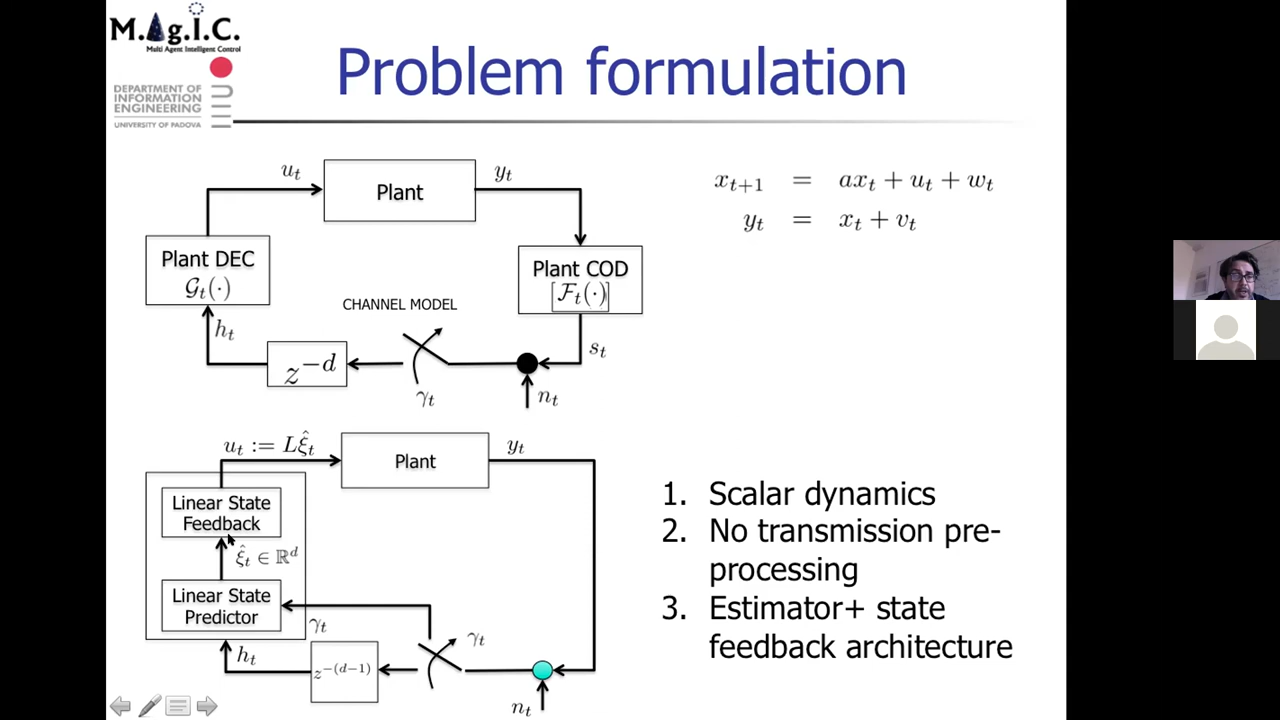 M.AgI.C.
Multi Agent Intelligent Control
DEPARTMENT OF
INFORMATION
ENGINEERING
UNIVERSITY OF PADOVA
Problem formulation
u_t
Plant
y_t
Plant DEC
𝒢_t(·)
Plant COD
[ℱ_t(·)]
CHANNEL MODEL
h_t
z^{-d}
γ_t
n_t
s_t
x_{t+1} = ax_t + u_t + w_t
y_t = x_t + v_t
u_t := Lξ̂_t
Plant
y_t
Linear State
Feedback
ξ̂_t ∈ ℝ^d
Linear State
Predictor
γ_t
h_t
z^{-(d-1)}
γ_t
n_t
1. Scalar dynamics
2. No transmission pre-
processing
3. Estimator+ state
feedback architecture